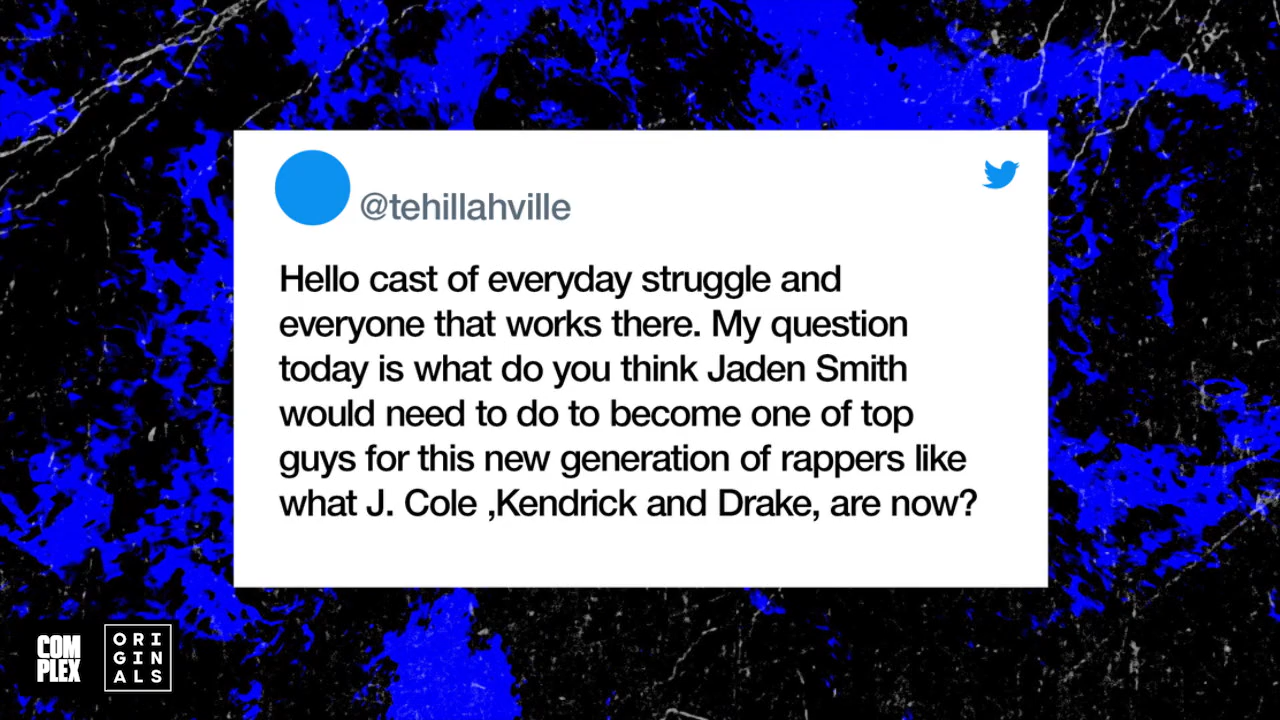 @tehillahville
Hello cast of everyday struggle and
everyone that works there. My question
today is what do you think Jaden Smith
would need to do to become one of top
guys for this new generation of rappers like
what J. Cole ,Kendrick and Drake, are now?
COM
PLEX
ORI
GIN
ALS